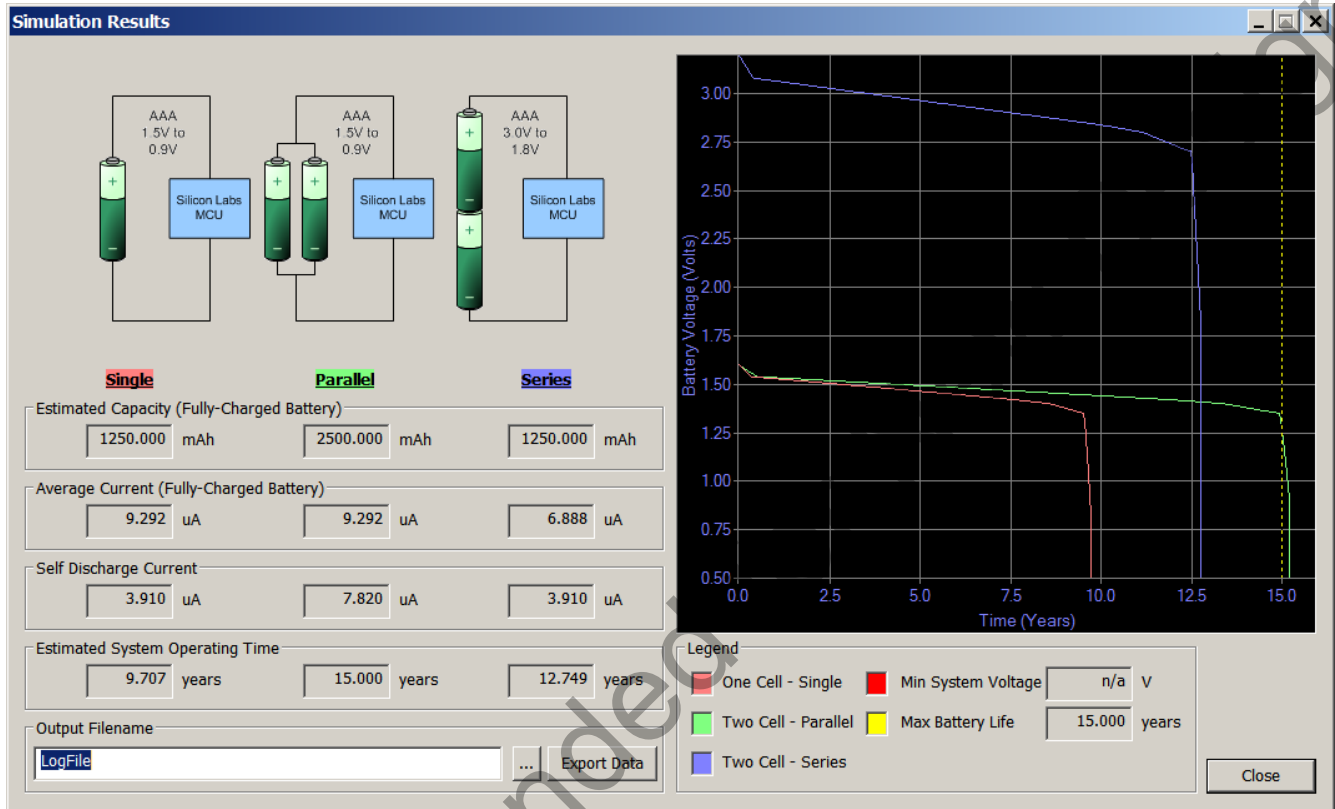 Simulation Results
AAA
1.5V to
0.9V
Silicon Labs
MCU
AAA
1.5V to
0.9V
Silicon Labs
MCU
AAA
3.0V to
1.8V
Silicon Labs
MCU
+
−
+
+
−
−
+
−
+
−
Single Parallel Series
Estimated Capacity (Fully-Charged Battery)
1250.000 mAh 2500.000 mAh 1250.000 mAh
Average Current (Fully-Charged Battery)
9.292 uA 9.292 uA 6.888 uA
Self Discharge Current
3.910 uA 7.820 uA 3.910 uA
Estimated System Operating Time
9.707 years 15.000 years 12.749 years
Output Filename
LogFile ... Export Data
Battery Voltage (Volts)
3.00
2.75
2.50
2.25
2.00
1.75
1.50
1.25
1.00
0.75
0.50
0.0 2.5 5.0 7.5 10.0 12.5 15.0
Time (Years)
Legend
One Cell - Single Min System Voltage n/a V
Two Cell - Parallel Max Battery Life 15.000 years
Two Cell - Series
Close